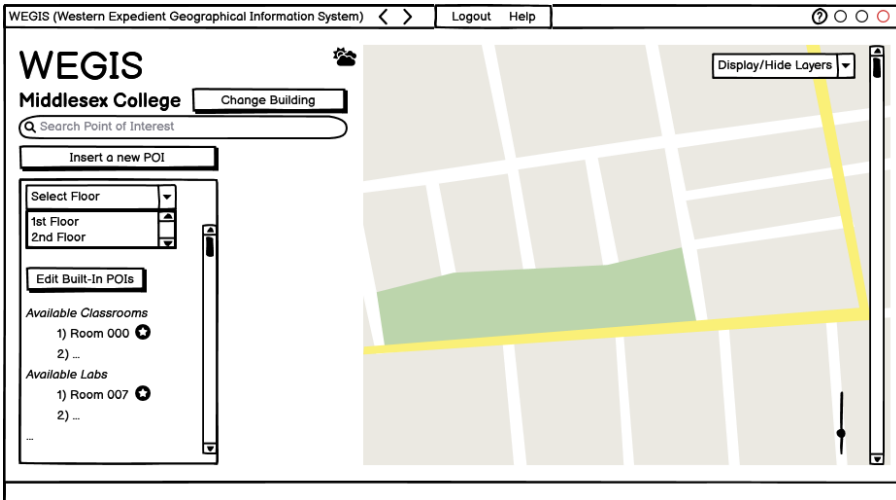 WEGIS (Western Expedient Geographical Information System)
Logout Help
WEGIS
Middlesex College
Change Building
Search Point of Interest
Insert a new POI
Select Floor
1st Floor
2nd Floor
Edit Built-In POIs
Available Classrooms
1) Room 000
2) ...
Available Labs
1) Room 007
2) ...
...
Display/Hide Layers